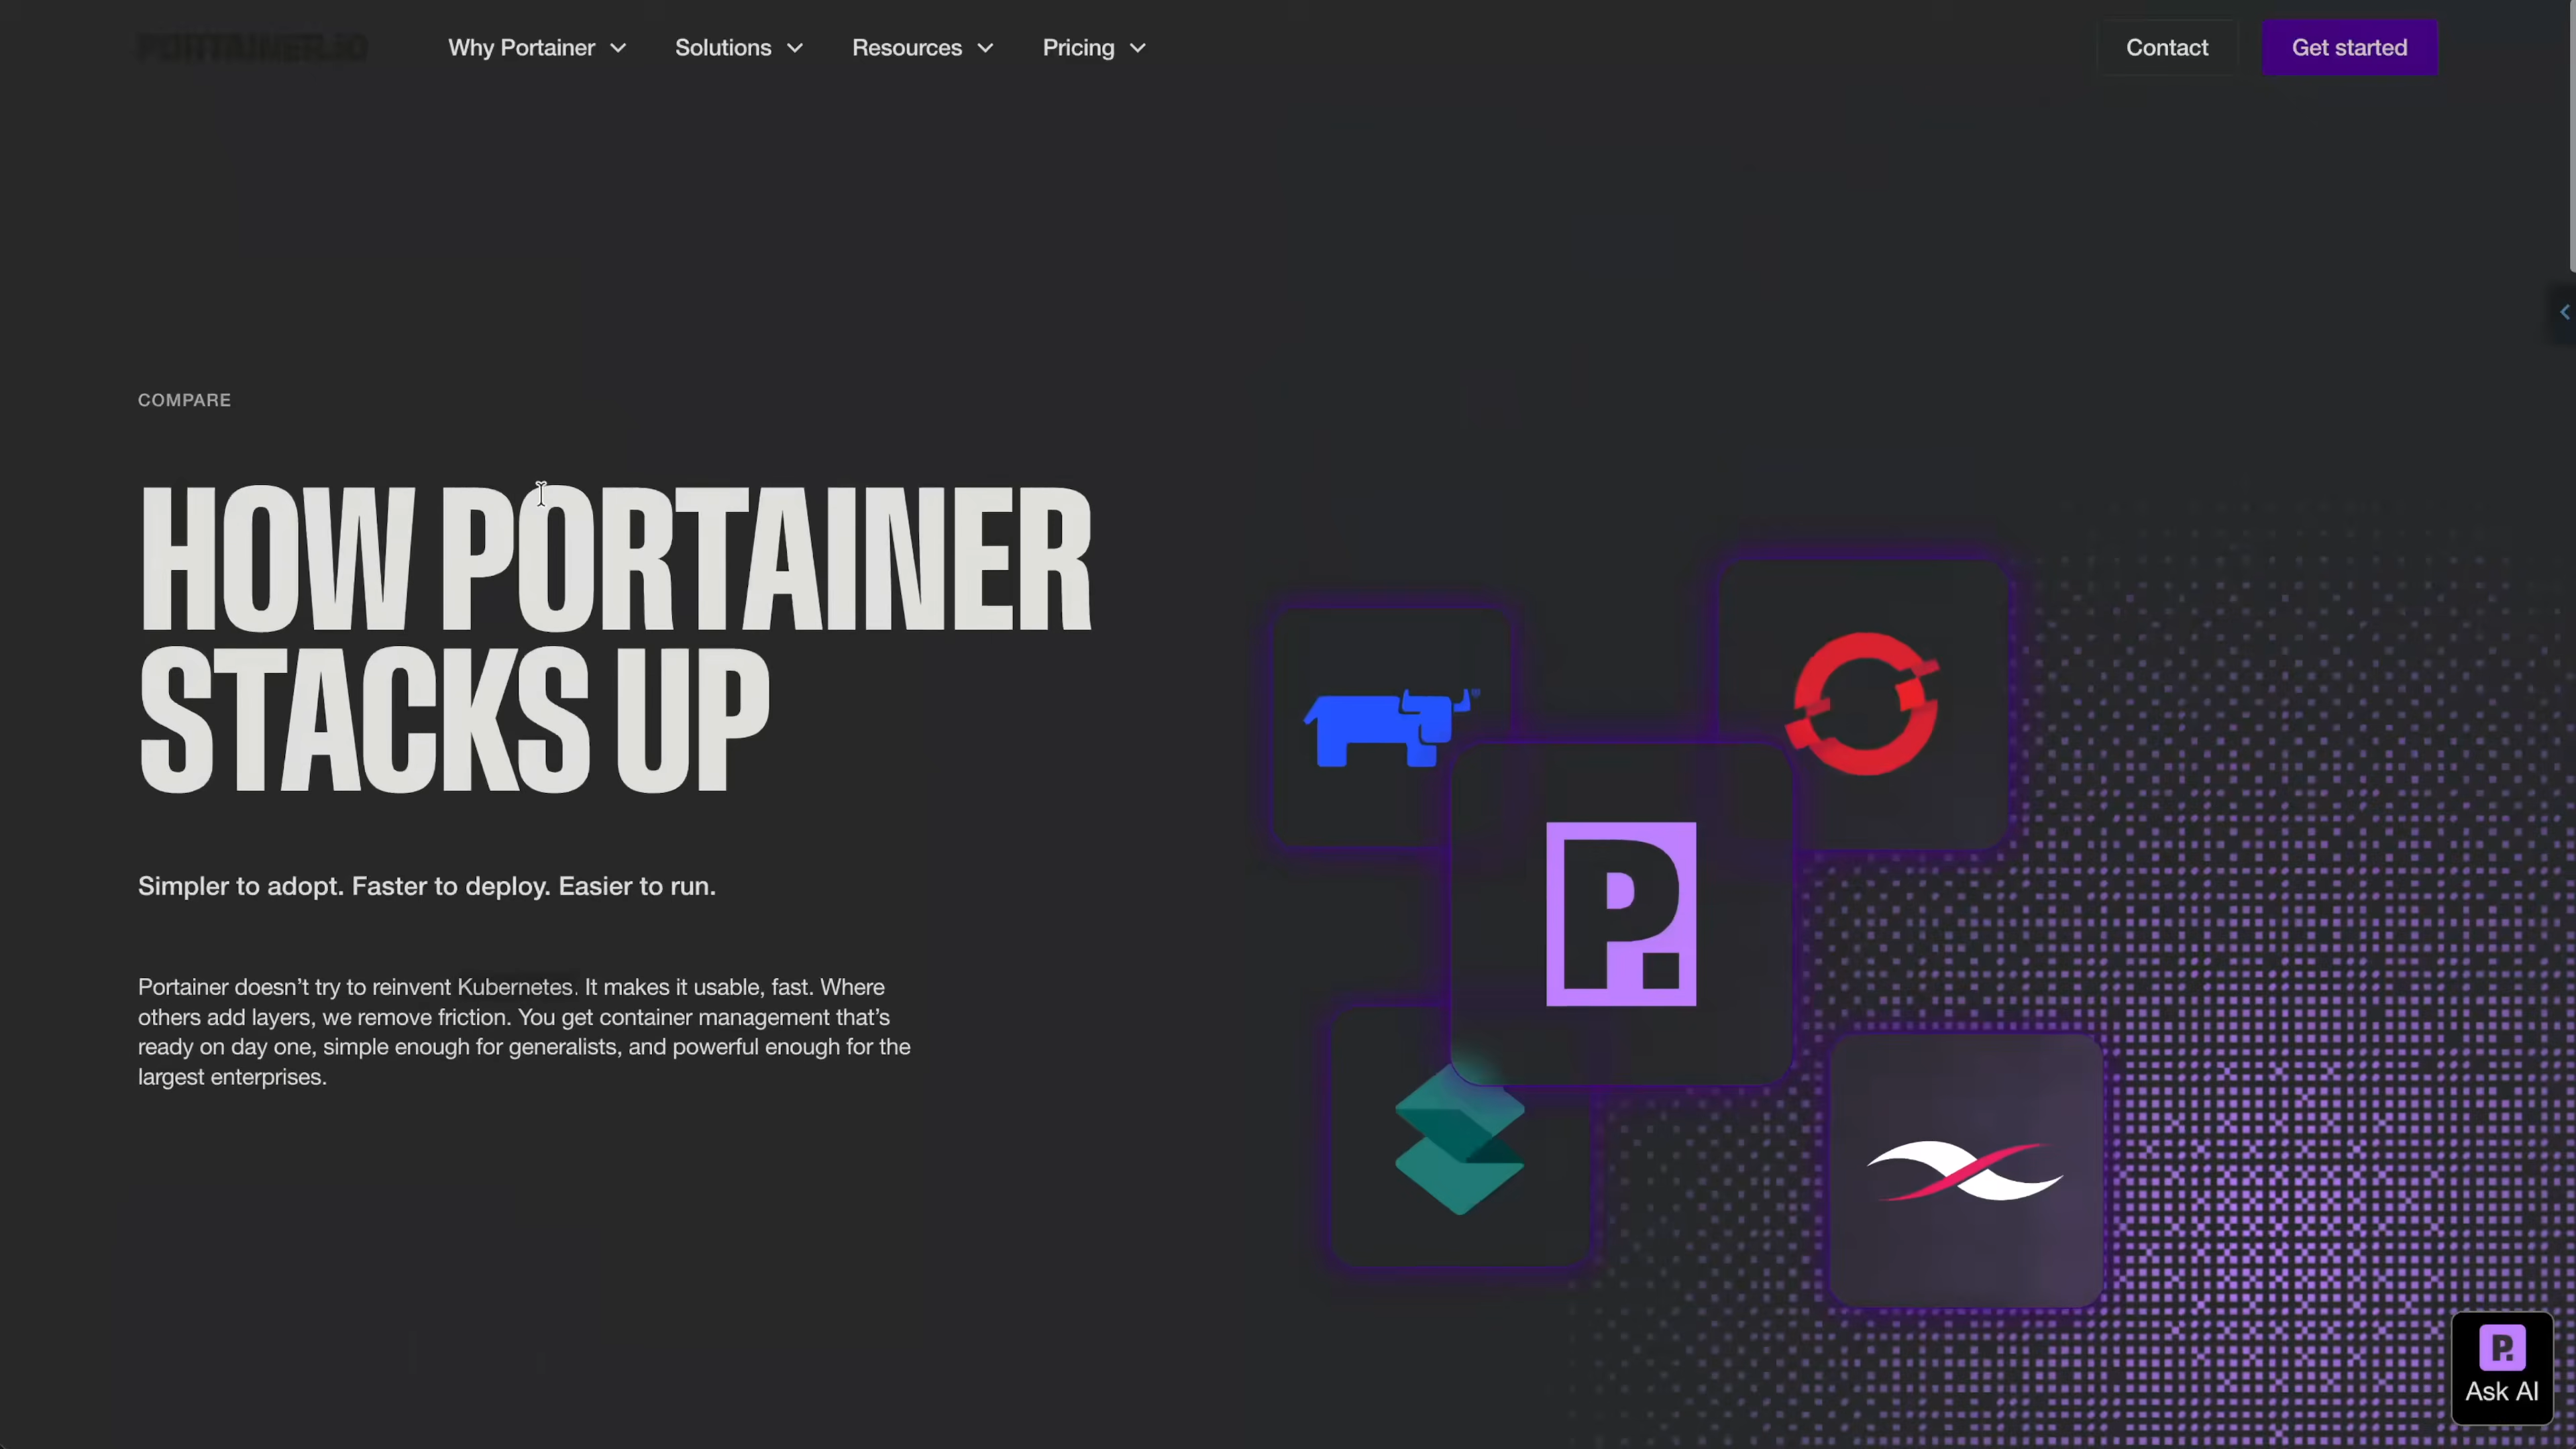 PORTAINER.IO
Why Portainer
Solutions
Resources
Pricing
Contact
Get started
COMPARE
HOW PORTAINER
STACKS UP
Simpler to adopt. Faster to deploy. Easier to run.
Portainer doesn’t try to reinvent Kubernetes. It makes it usable, fast. Where
others add layers, we remove friction. You get container management that’s
ready on day one, simple enough for generalists, and powerful enough for the
largest enterprises.
P.
P.
Ask AI